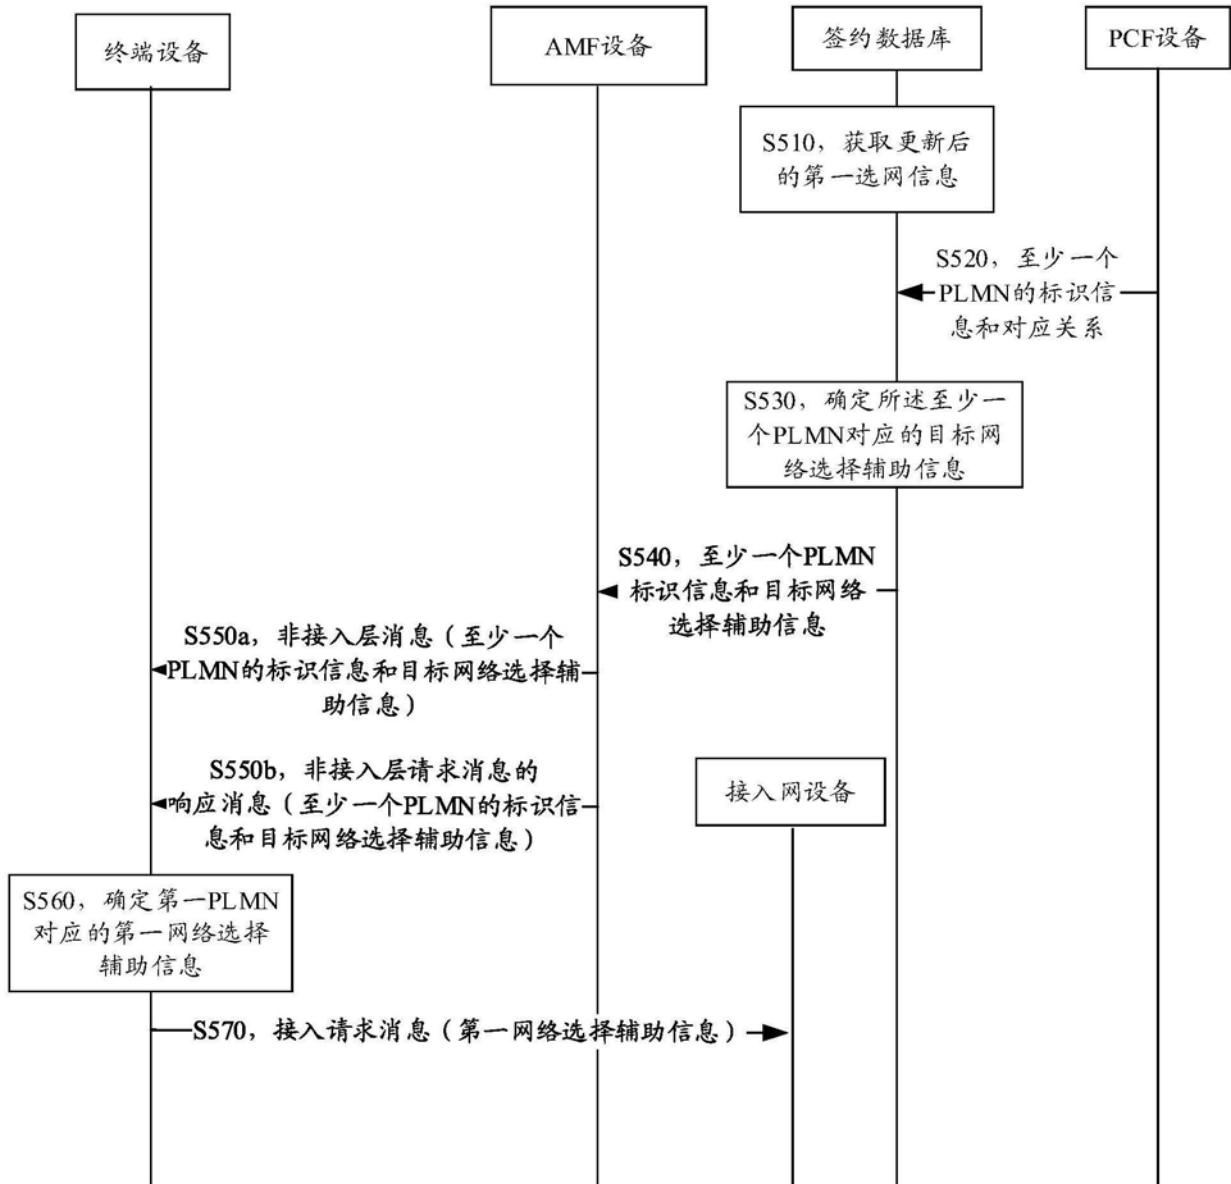 终端设备
AMF设备
签约数据库
PCF设备
S510，获取更新后
的第一选网信息
S520，至少一个
PLMN的标识信
息和对应关系
S530，确定所述至少一
个PLMN对应的目标网
络选择辅助信息
S540，至少一个PLMN
标识信息和目标网络
选择辅助信息
S550a，非接入层消息（至少一个
PLMN的标识信息和目标网络选择辅
助信息）
S550b，非接入层请求消息的
响应消息（至少一个PLMN的标识信
息和目标网络选择辅助信息）
接入网设备
S560，确定第一PLMN
对应的第一网络选择
辅助信息
S570，接入请求消息（第一网络选择辅助信息）